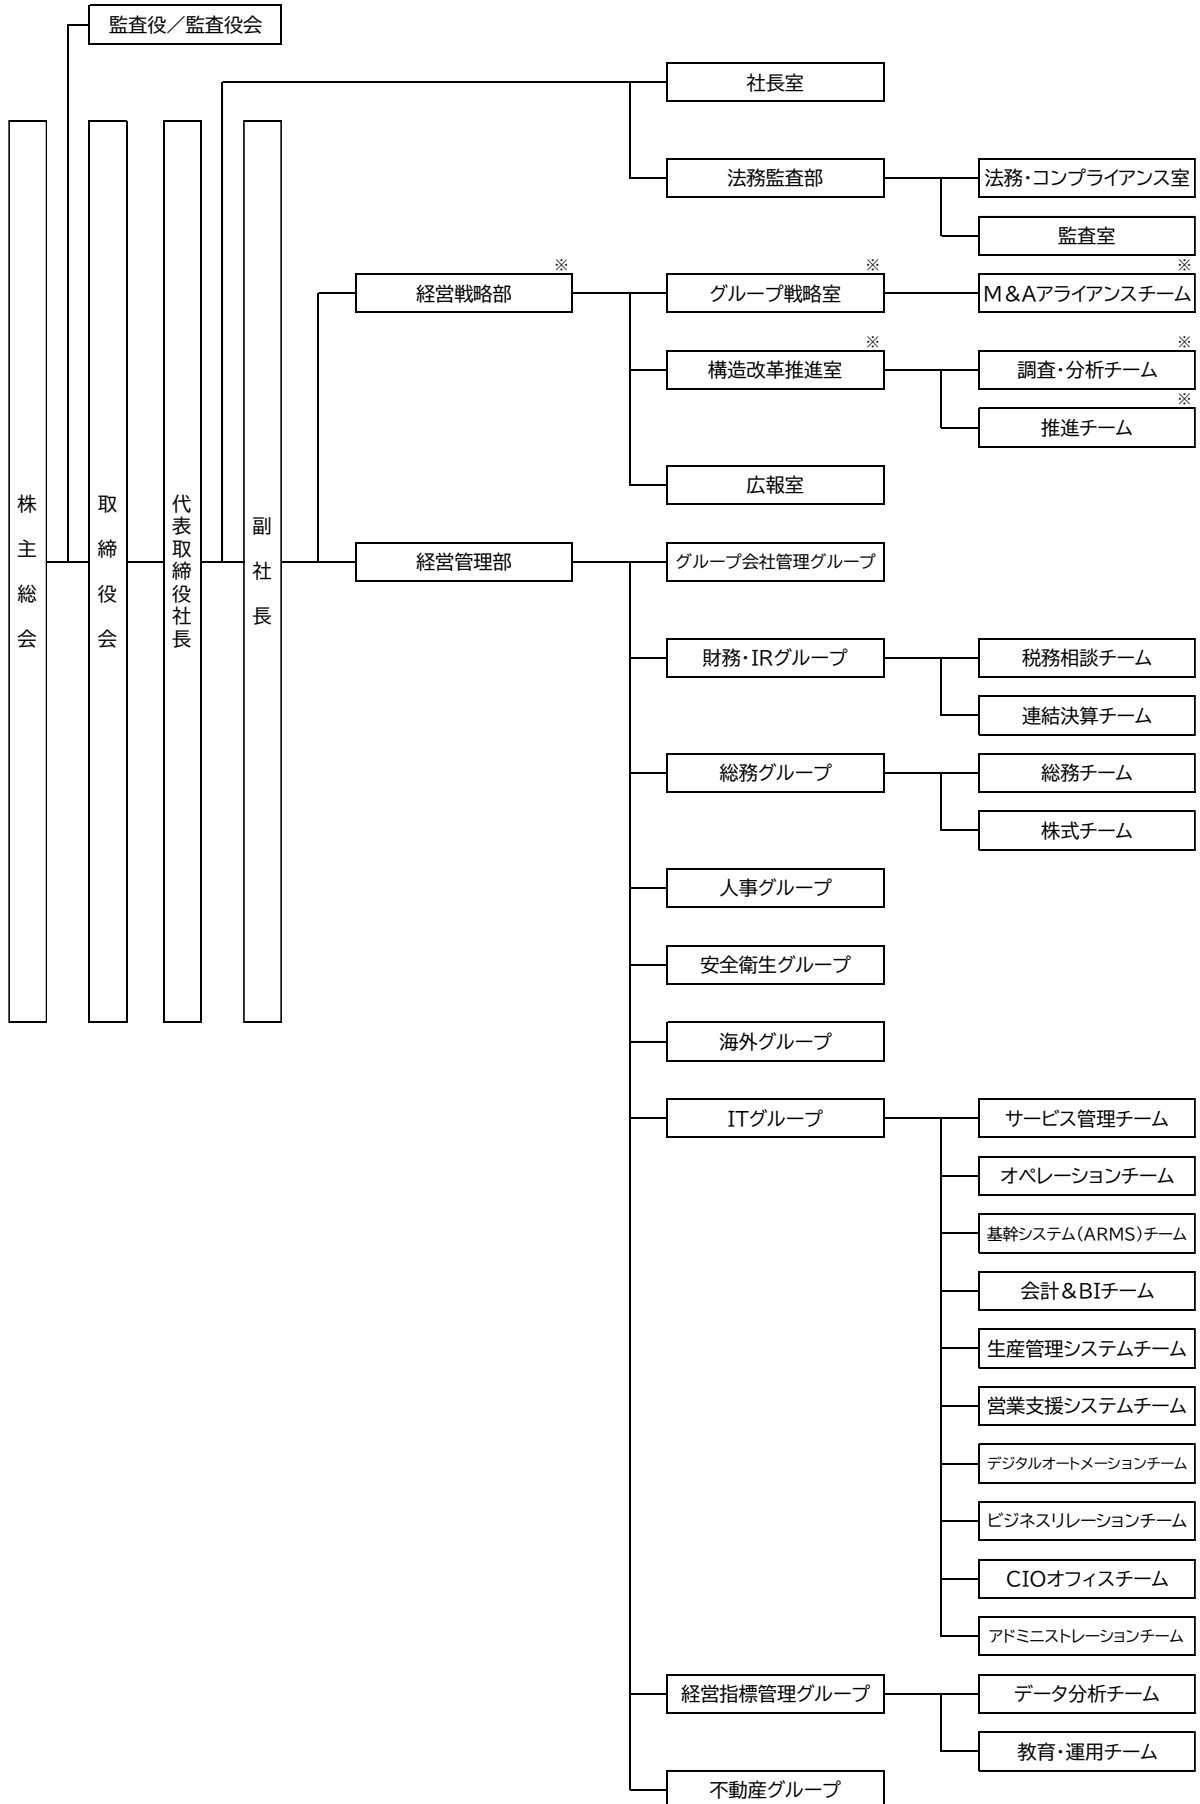 監査役／監査役会
社長室
法務監査部
法務・コンプライアンス室
監査室
※
※
※
経営戦略部
グループ戦略室
M＆Aアライアンスチーム
※
※
構造改革推進室
調査・分析チーム
※
推進チーム
広報室
株主総会
取締役会
代表取締役社長
副社長
経営管理部
グループ会社管理グループ
財務・IRグループ
税務相談チーム
連結決算チーム
総務グループ
総務チーム
株式チーム
人事グループ
安全衛生グループ
海外グループ
ITグループ
サービス管理チーム
オペレーションチーム
基幹システム（ARMS）チーム
会計＆BIチーム
生産管理システムチーム
営業支援システムチーム
デジタルオートメーションチーム
ビジネスリレーションチーム
CIOオフィスチーム
アドミニストレーションチーム
経営指標管理グループ
データ分析チーム
教育・運用チーム
不動産グループ